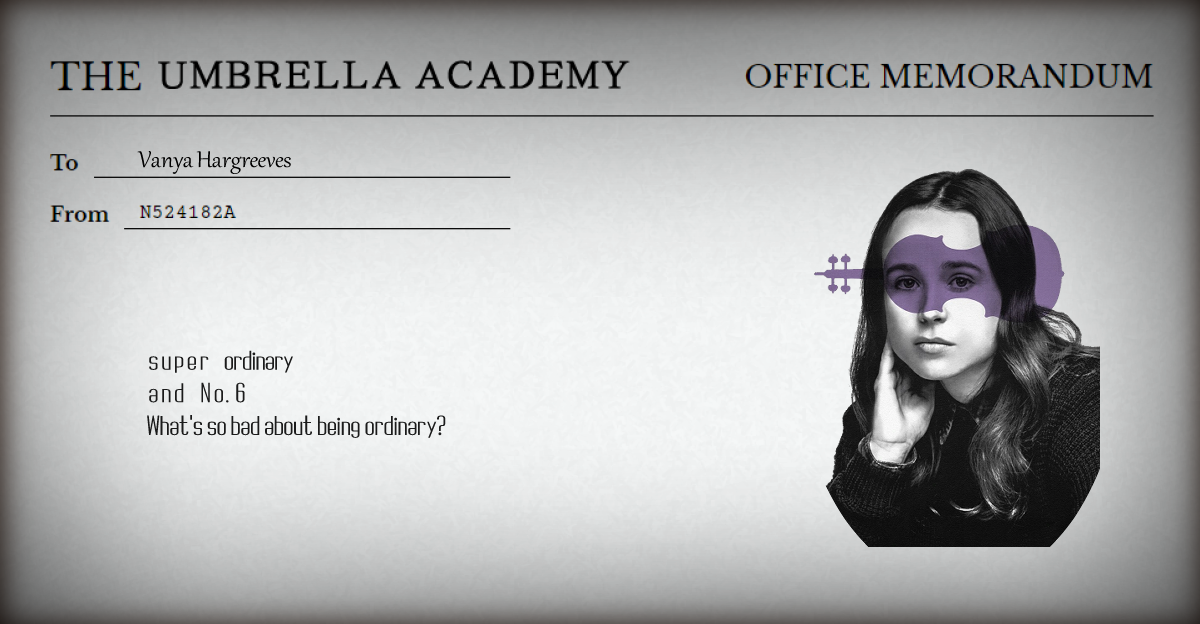 THE UMBRELLA ACADEMY OFFICE MEMORANDUM
To Vanya Hargreeves
From N524182A
super ordinary
and No.6
What's so bad about being ordinary?